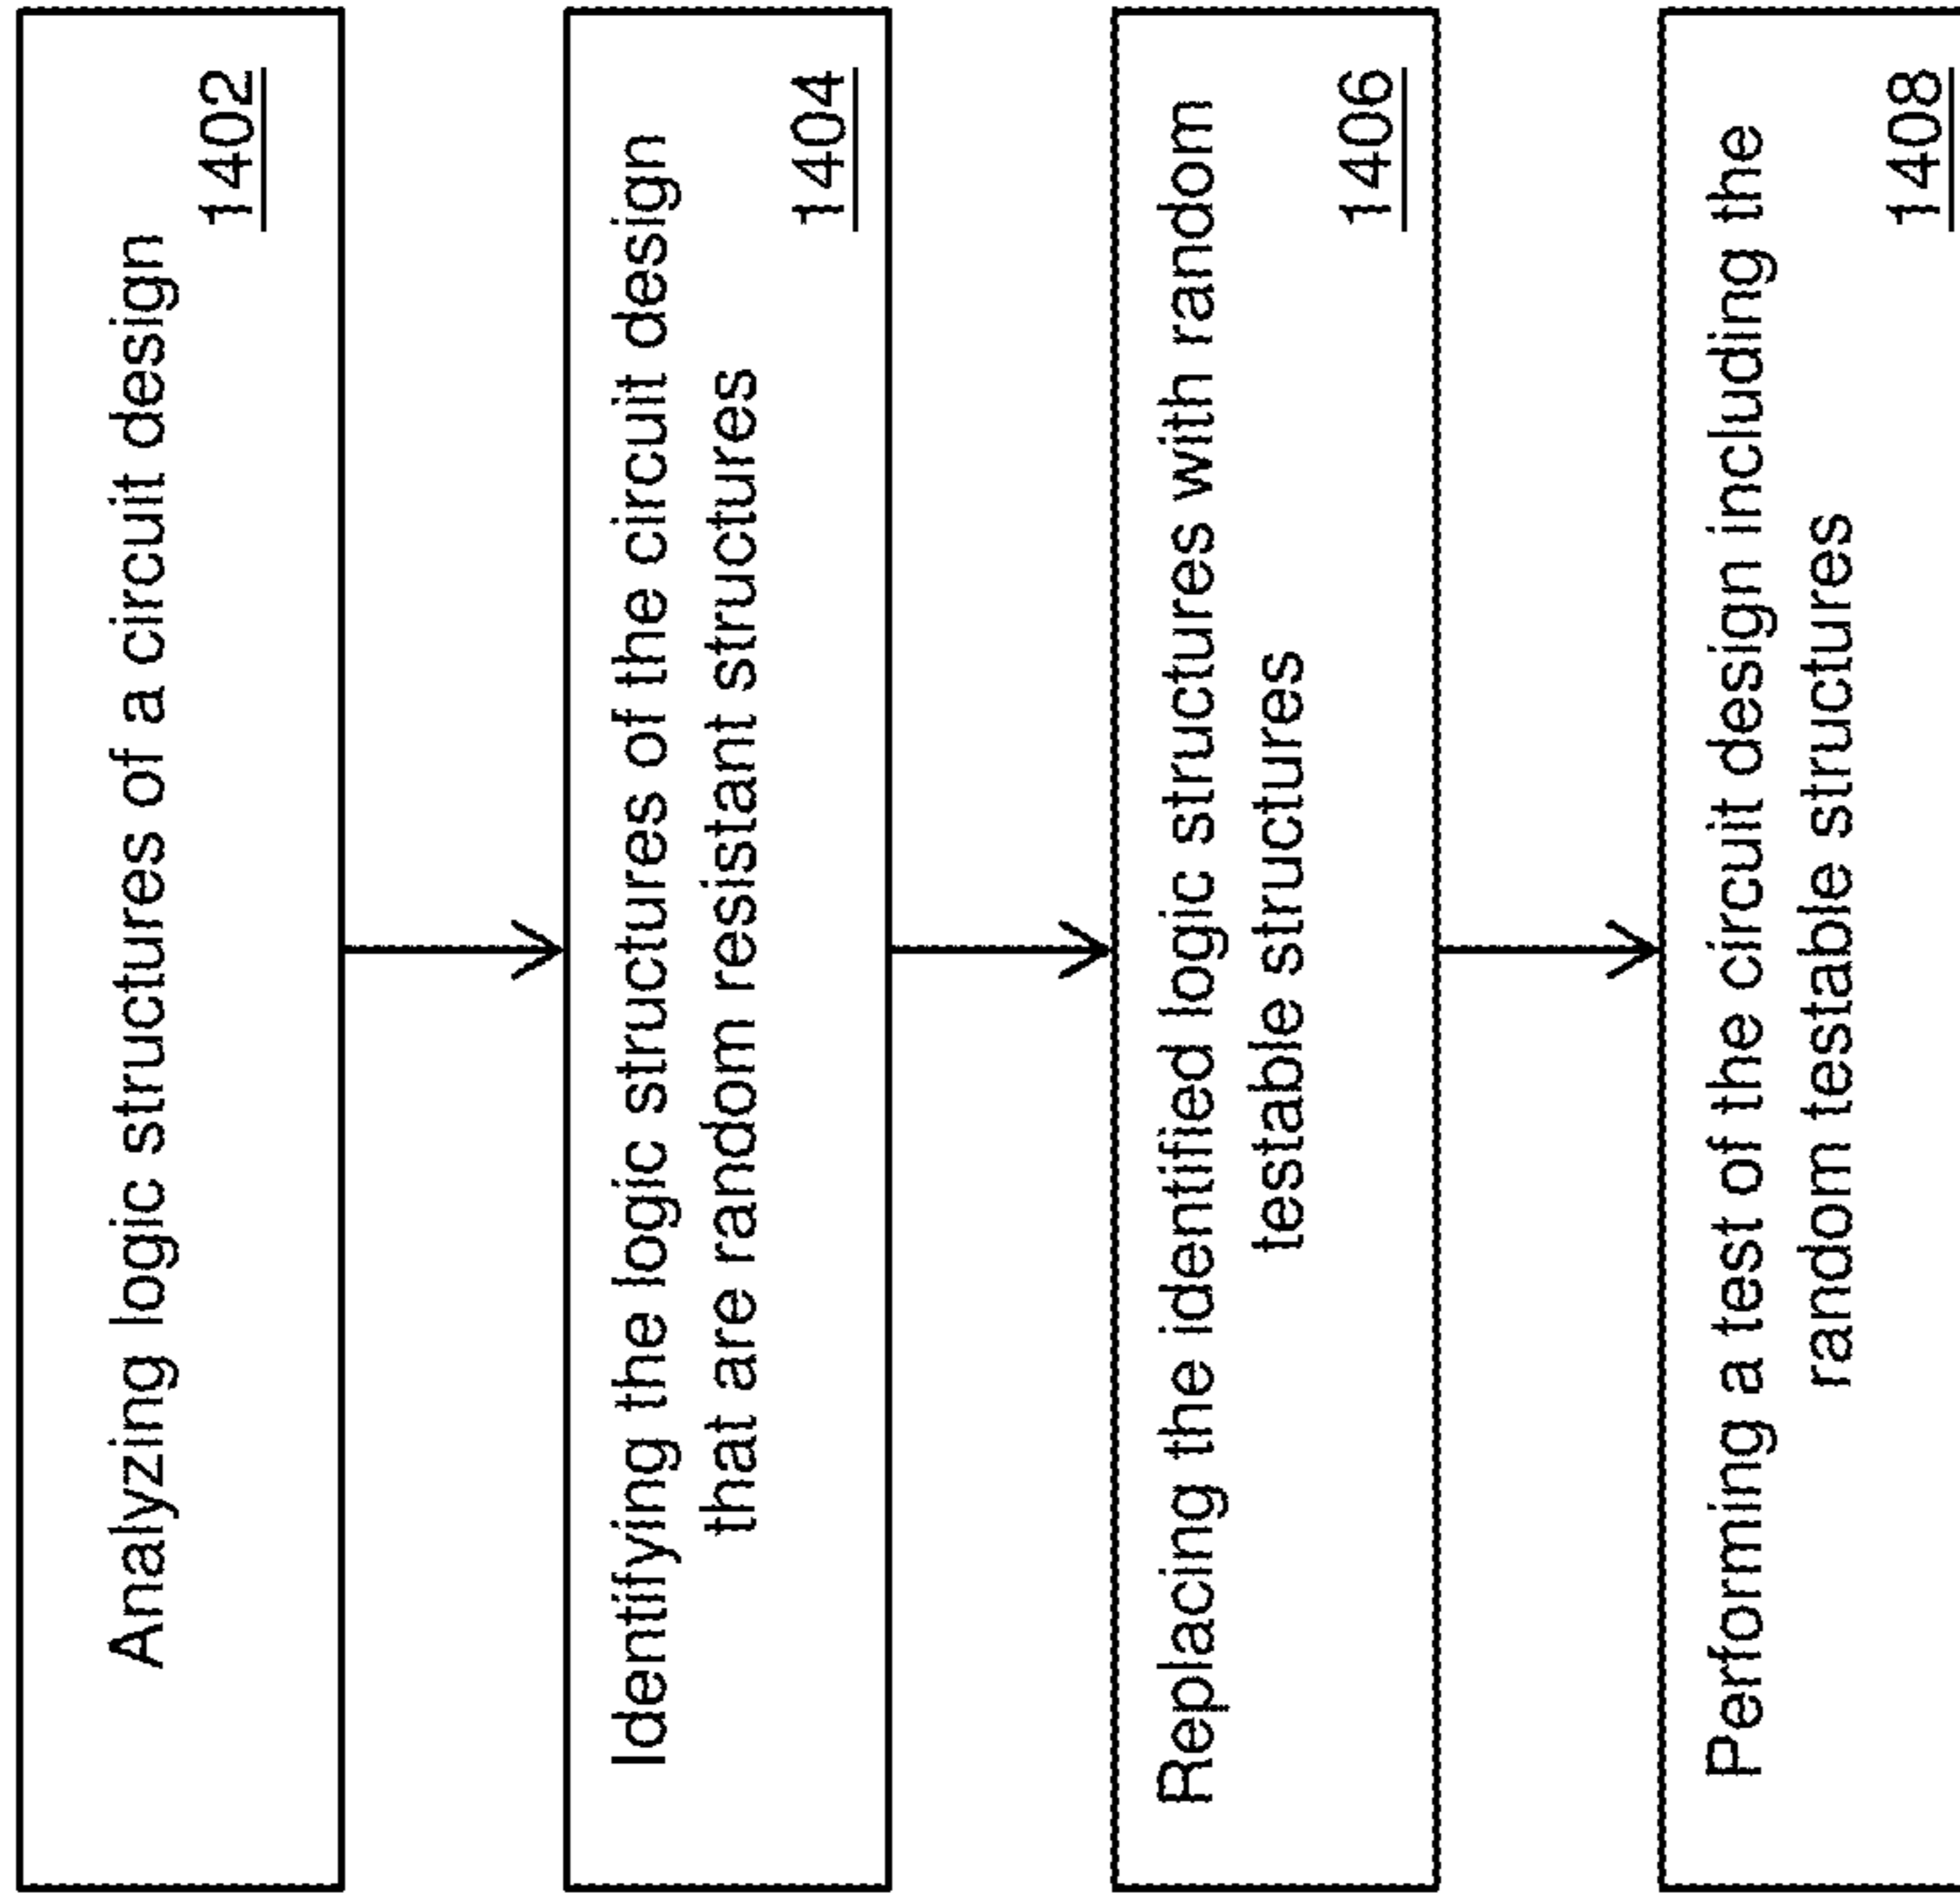 Analyzing logic structures of a circuit design
1402
Identifying the logic structures of the circuit design
that are random resistant structures
1404
Replacing the identified logic structures with random
testable structures
1406
Performing a test of the circuit design including the
random testable structures
1408